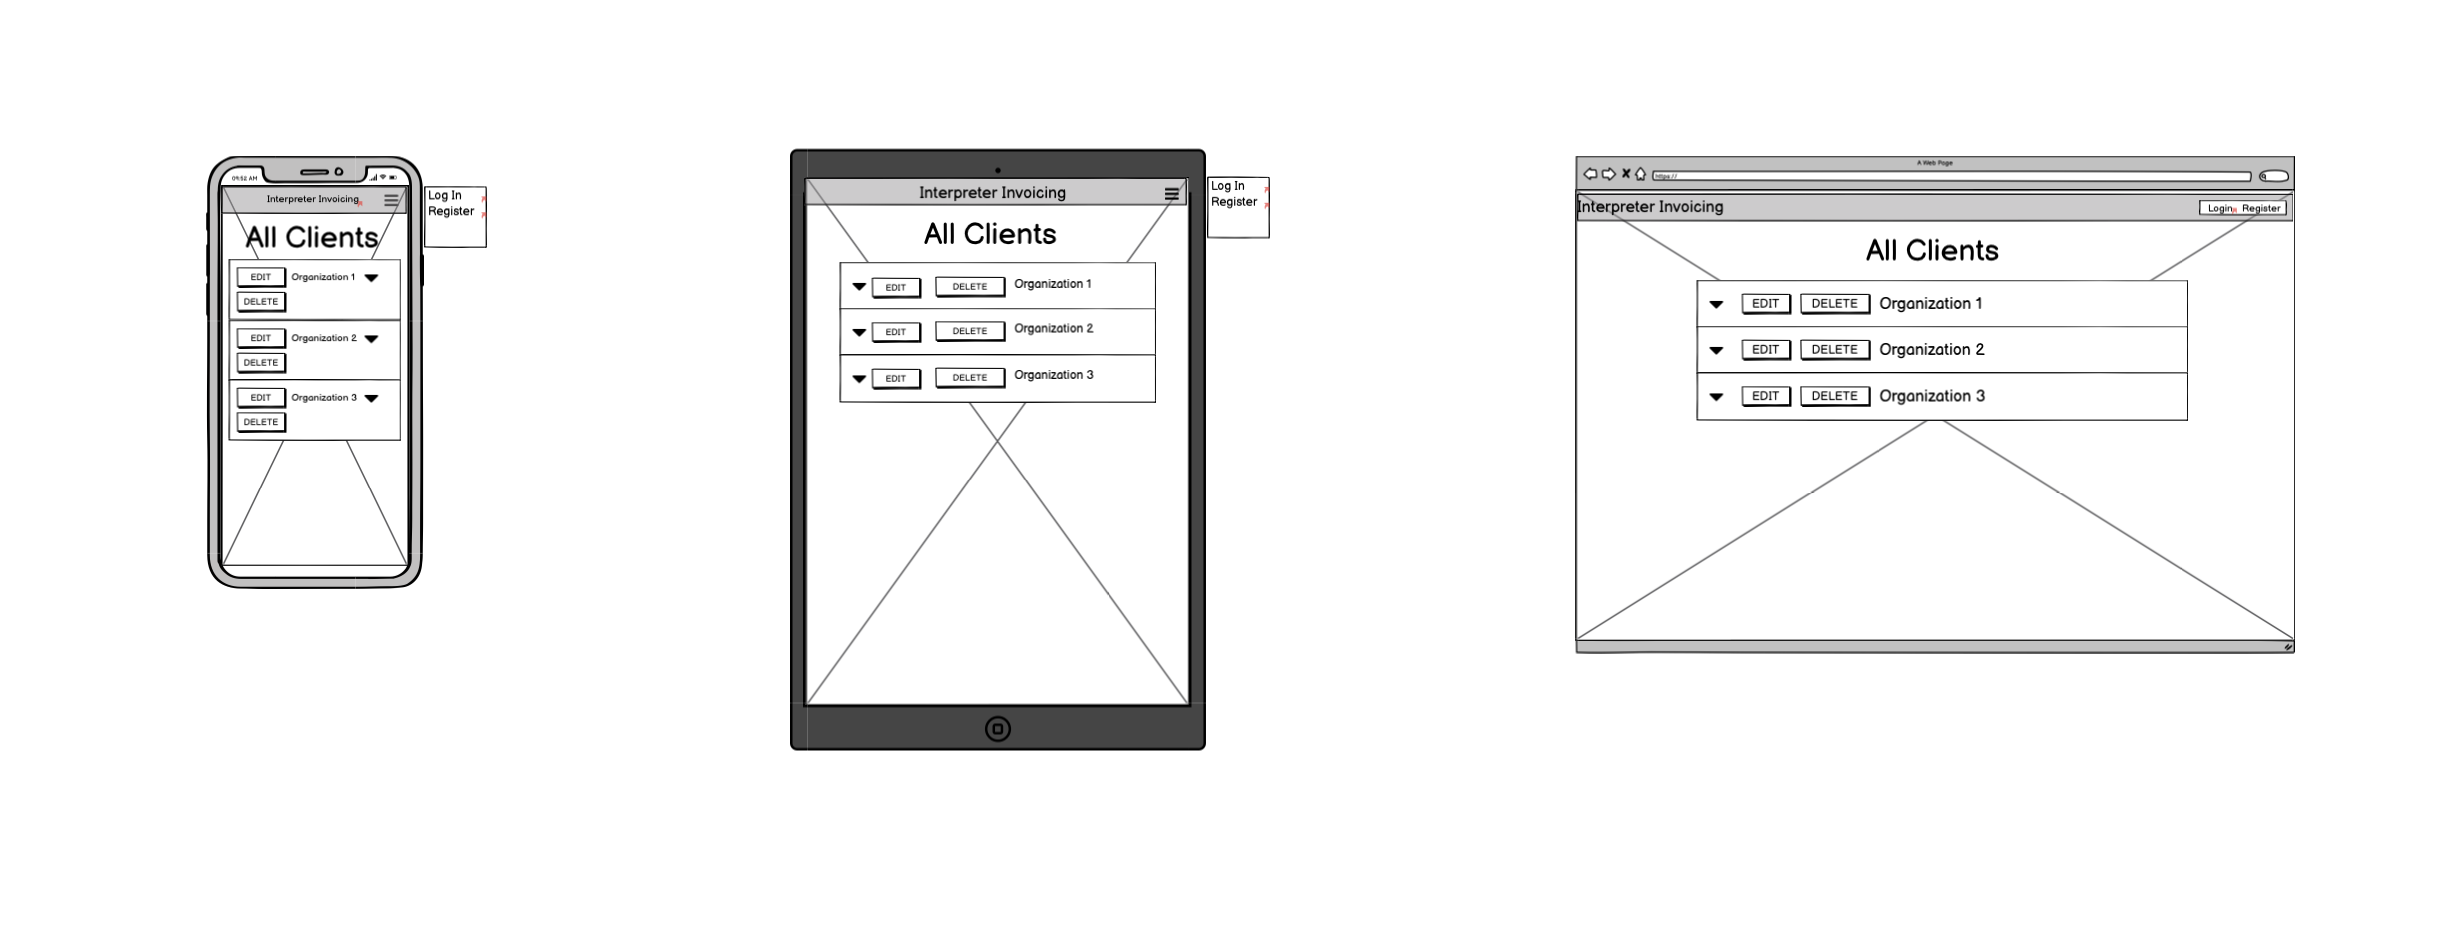 09:52 AM
Interpreter Invoicing
Log In
Register
All Clients
EDIT Organization 1
DELETE
EDIT Organization 2
DELETE
EDIT Organization 3
DELETE
Interpreter Invoicing
Log In
Register
All Clients
EDIT DELETE Organization 1
EDIT DELETE Organization 2
EDIT DELETE Organization 3
A Web Page
https://
Interpreter Invoicing
Login Register
All Clients
EDIT DELETE Organization 1
EDIT DELETE Organization 2
EDIT DELETE Organization 3